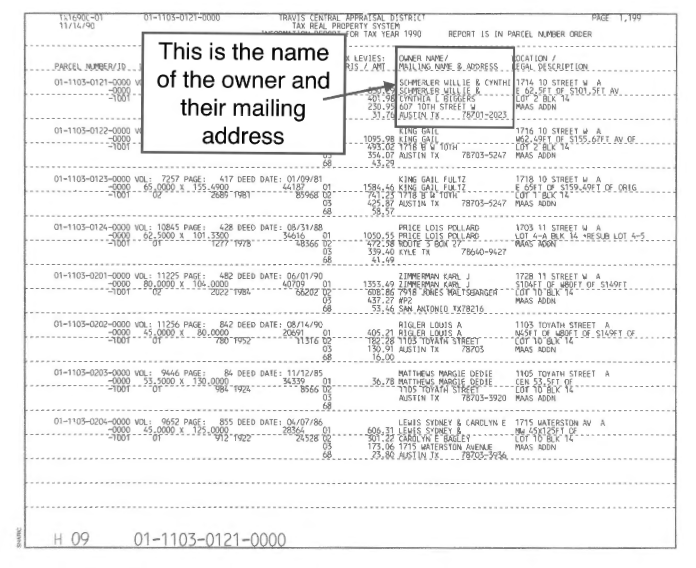 TX1690C-01 01-1103-0121-0000 TRAVIS CENTRAL APPRAISAL DISTRICT PAGE 1,199
11/14/90 TAX REAL PROPERTY SYSTEM
FOR TAX YEAR 1990 REPORT IS IN PARCEL NUMBER ORDER
This is the name of the owner and their mailing address
LEVIES: OWNER NAME/ LOCATION /
PARCEL NUMBER/ID / AMT MAILING NAME & ADDRESS LEGAL DESCRIPTION
01-1103-0121-0000 SCHMERLER WILLIE & CYNTHI 1714 10 STREET W A
-0000 SCHMERLER WILLIE & E 62.5FT OF S101.5FT AV
-1001 401.98 CYNTHIA L BIGGERS LOT 2 BLK 14
230.95 607 10TH STREET W MAAS ADDN
31.76 AUSTIN TX 78701-2023
01-1103-0122-0000 KING GAIL 1716 10 STREET W A
-0000 1095.98 KING GAIL W62.49FT OF S155.67FT AV OF
-1001 493.02 1718 B W 10TH LOT 2 BLK 14
03 354.07 AUSTIN TX 78703-5247 MAAS ADDN
68 43.29
01-1103-0123-0000 VOL: 7257 PAGE: 417 DEED DATE: 01/09/81 KING GAIL FULTZ 1718 10 STREET W A
-0000 65.0000 X 155.4900 44187 01 1584.46 KING GAIL FULTZ E 65FT OF S159.49FT OF ORIG
-1001 02 2689 1981 85968 02 741.23 1718 B W 10TH LOT 1 BLK 14
03 425.87 AUSTIN TX 78703-5247 MAAS ADDN
68 58.57
01-1103-0124-0000 VOL: 10845 PAGE: 428 DEED DATE: 08/31/88 PRICE LOIS POLLARD 1703 11 STREET W A
-0000 62.5000 X 101.3300 34616 01 1050.55 PRICE LOIS POLLARD LOT 4-A BLK 14 *RESUB LOT 4-5
-1001 01 1277 1978 48366 02 472.58 ROUTE 3 BOX 27 MAAS ADDN
03 339.40 KYLE TX 78640-9427
68 41.49
01-1103-0201-0000 VOL: 11225 PAGE: 482 DEED DATE: 06/01/90 ZIMMERMAN KARL J 1728 11 STREET W A
-0000 80.0000 X 104.0000 40709 01 1353.49 ZIMMERMAN KARL J S104FT OF W80FT OF S149FT
-1001 02 2022 1984 66202 02 608.86 7918 JONES MALTSBARGER LOT 10 BLK 14
03 437.27 #P2 MAAS ADDN
68 53.46 SAN ANTONIO TX78216
01-1103-0202-0000 VOL: 11256 PAGE: 842 DEED DATE: 08/14/90 RIGLER LOUIS A 1103 TOYATH STREET A
-0000 45.0000 X 80.0000 20691 01 405.21 RIGLER LOUIS A N45FT OF W80FT OF S149FT OF
-1001 01 780 1952 11316 02 182.28 1103 TOYATH STREET LOT 10 BLK 14
03 130.91 AUSTIN TX 78703 MAAS ADDN
68 16.00
01-1103-0203-0000 VOL: 9446 PAGE: 84 DEED DATE: 11/12/85 MATTHEWS MARGIE DEDIE 1105 TOYATH STREET A
-0000 53.5000 X 130.0000 34339 01 36.78 MATTHEWS MARGIE DEDIE CEN 53.5FT OF
-1001 01 984 1924 8566 02 1105 TOYATH STREET LOT 10 BLK 14
03 AUSTIN TX 78703-3920 MAAS ADDN
68
01-1103-0204-0000 VOL: 9652 PAGE: 855 DEED DATE: 04/07/86 LEWIS SYDNEY & CAROLYN E 1715 WATERSTON AV A
-0000 45.0000 X 125.0000 28364 01 606.31 LEWIS SYDNEY & NW 45X125FT OF
-1001 01 912 1922 24528 02 301.22 CAROLYN E BAGLEY LOT 10 BLK 14
03 173.06 1715 WATERSTON AVENUE MAAS ADDN
68 23.80 AUSTIN TX 78703-3936
H 09 01-1103-0121-0000